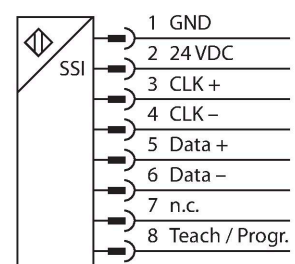 1 GND
2 24 VDC
SSI
3 CLK +
4 CLK –
5 Data +
6 Data –
7 n.c.
8 Teach / Progr.